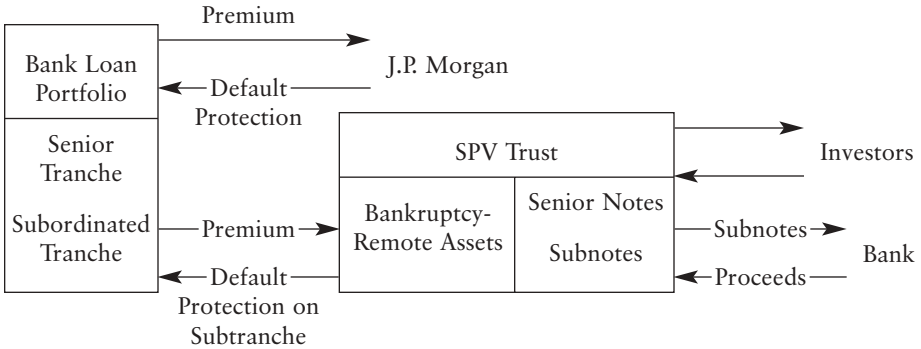 Premium
Bank Loan
Portfolio
J.P. Morgan
Default
Protection
Senior
Tranche
SPV Trust
Investors
Subordinated
Tranche
Premium
Bankruptcy-
Remote Assets
Senior Notes
Subnotes
Subnotes
Bank
Proceeds
Default
Protection on
Subtranche